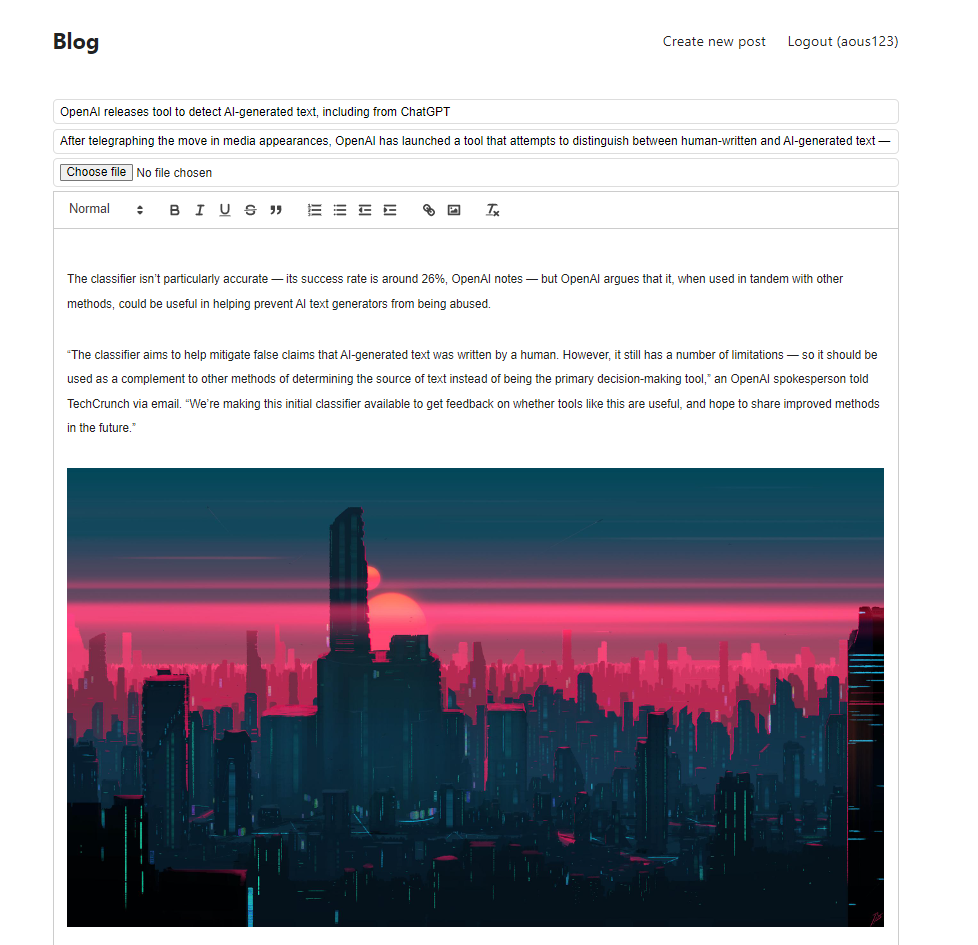 Blog
Create new post
Logout (aous123)
OpenAI releases tool to detect AI-generated text, including from ChatGPT
After telegraphing the move in media appearances, OpenAI has launched a tool that attempts to distinguish between human-written and AI-generated text —
Choose file No file chosen
Normal
The classifier isn’t particularly accurate — its success rate is around 26%, OpenAI notes — but OpenAI argues that it, when used in tandem with other
methods, could be useful in helping prevent AI text generators from being abused.
“The classifier aims to help mitigate false claims that AI-generated text was written by a human. However, it still has a number of limitations — so it should be
used as a complement to other methods of determining the source of text instead of being the primary decision-making tool,” an OpenAI spokesperson told
TechCrunch via email. “We’re making this initial classifier available to get feedback on whether tools like this are useful, and hope to share improved methods
in the future.”